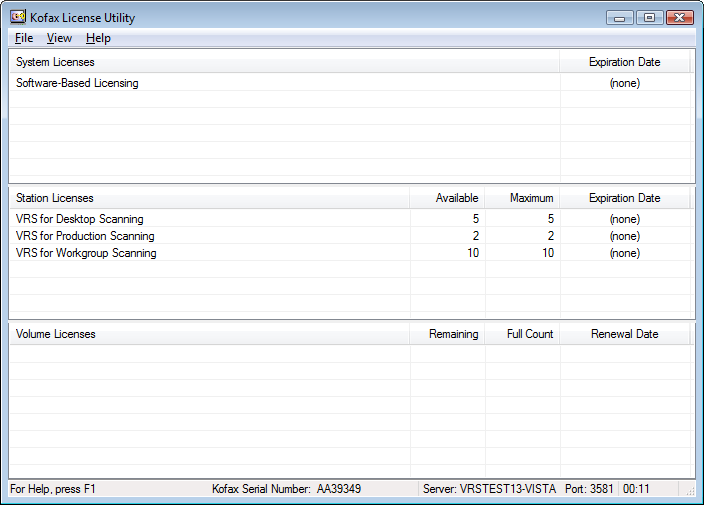 Kofax License Utility
File View Help
System Licenses Expiration Date
Software-Based Licensing (none)
Station Licenses Available Maximum Expiration Date
VRS for Desktop Scanning 5 5 (none)
VRS for Production Scanning 2 2 (none)
VRS for Workgroup Scanning 10 10 (none)
Volume Licenses Remaining Full Count Renewal Date
For Help, press F1 Kofax Serial Number: AA39349 Server: VRSTEST13-VISTA Port: 3581 00:11